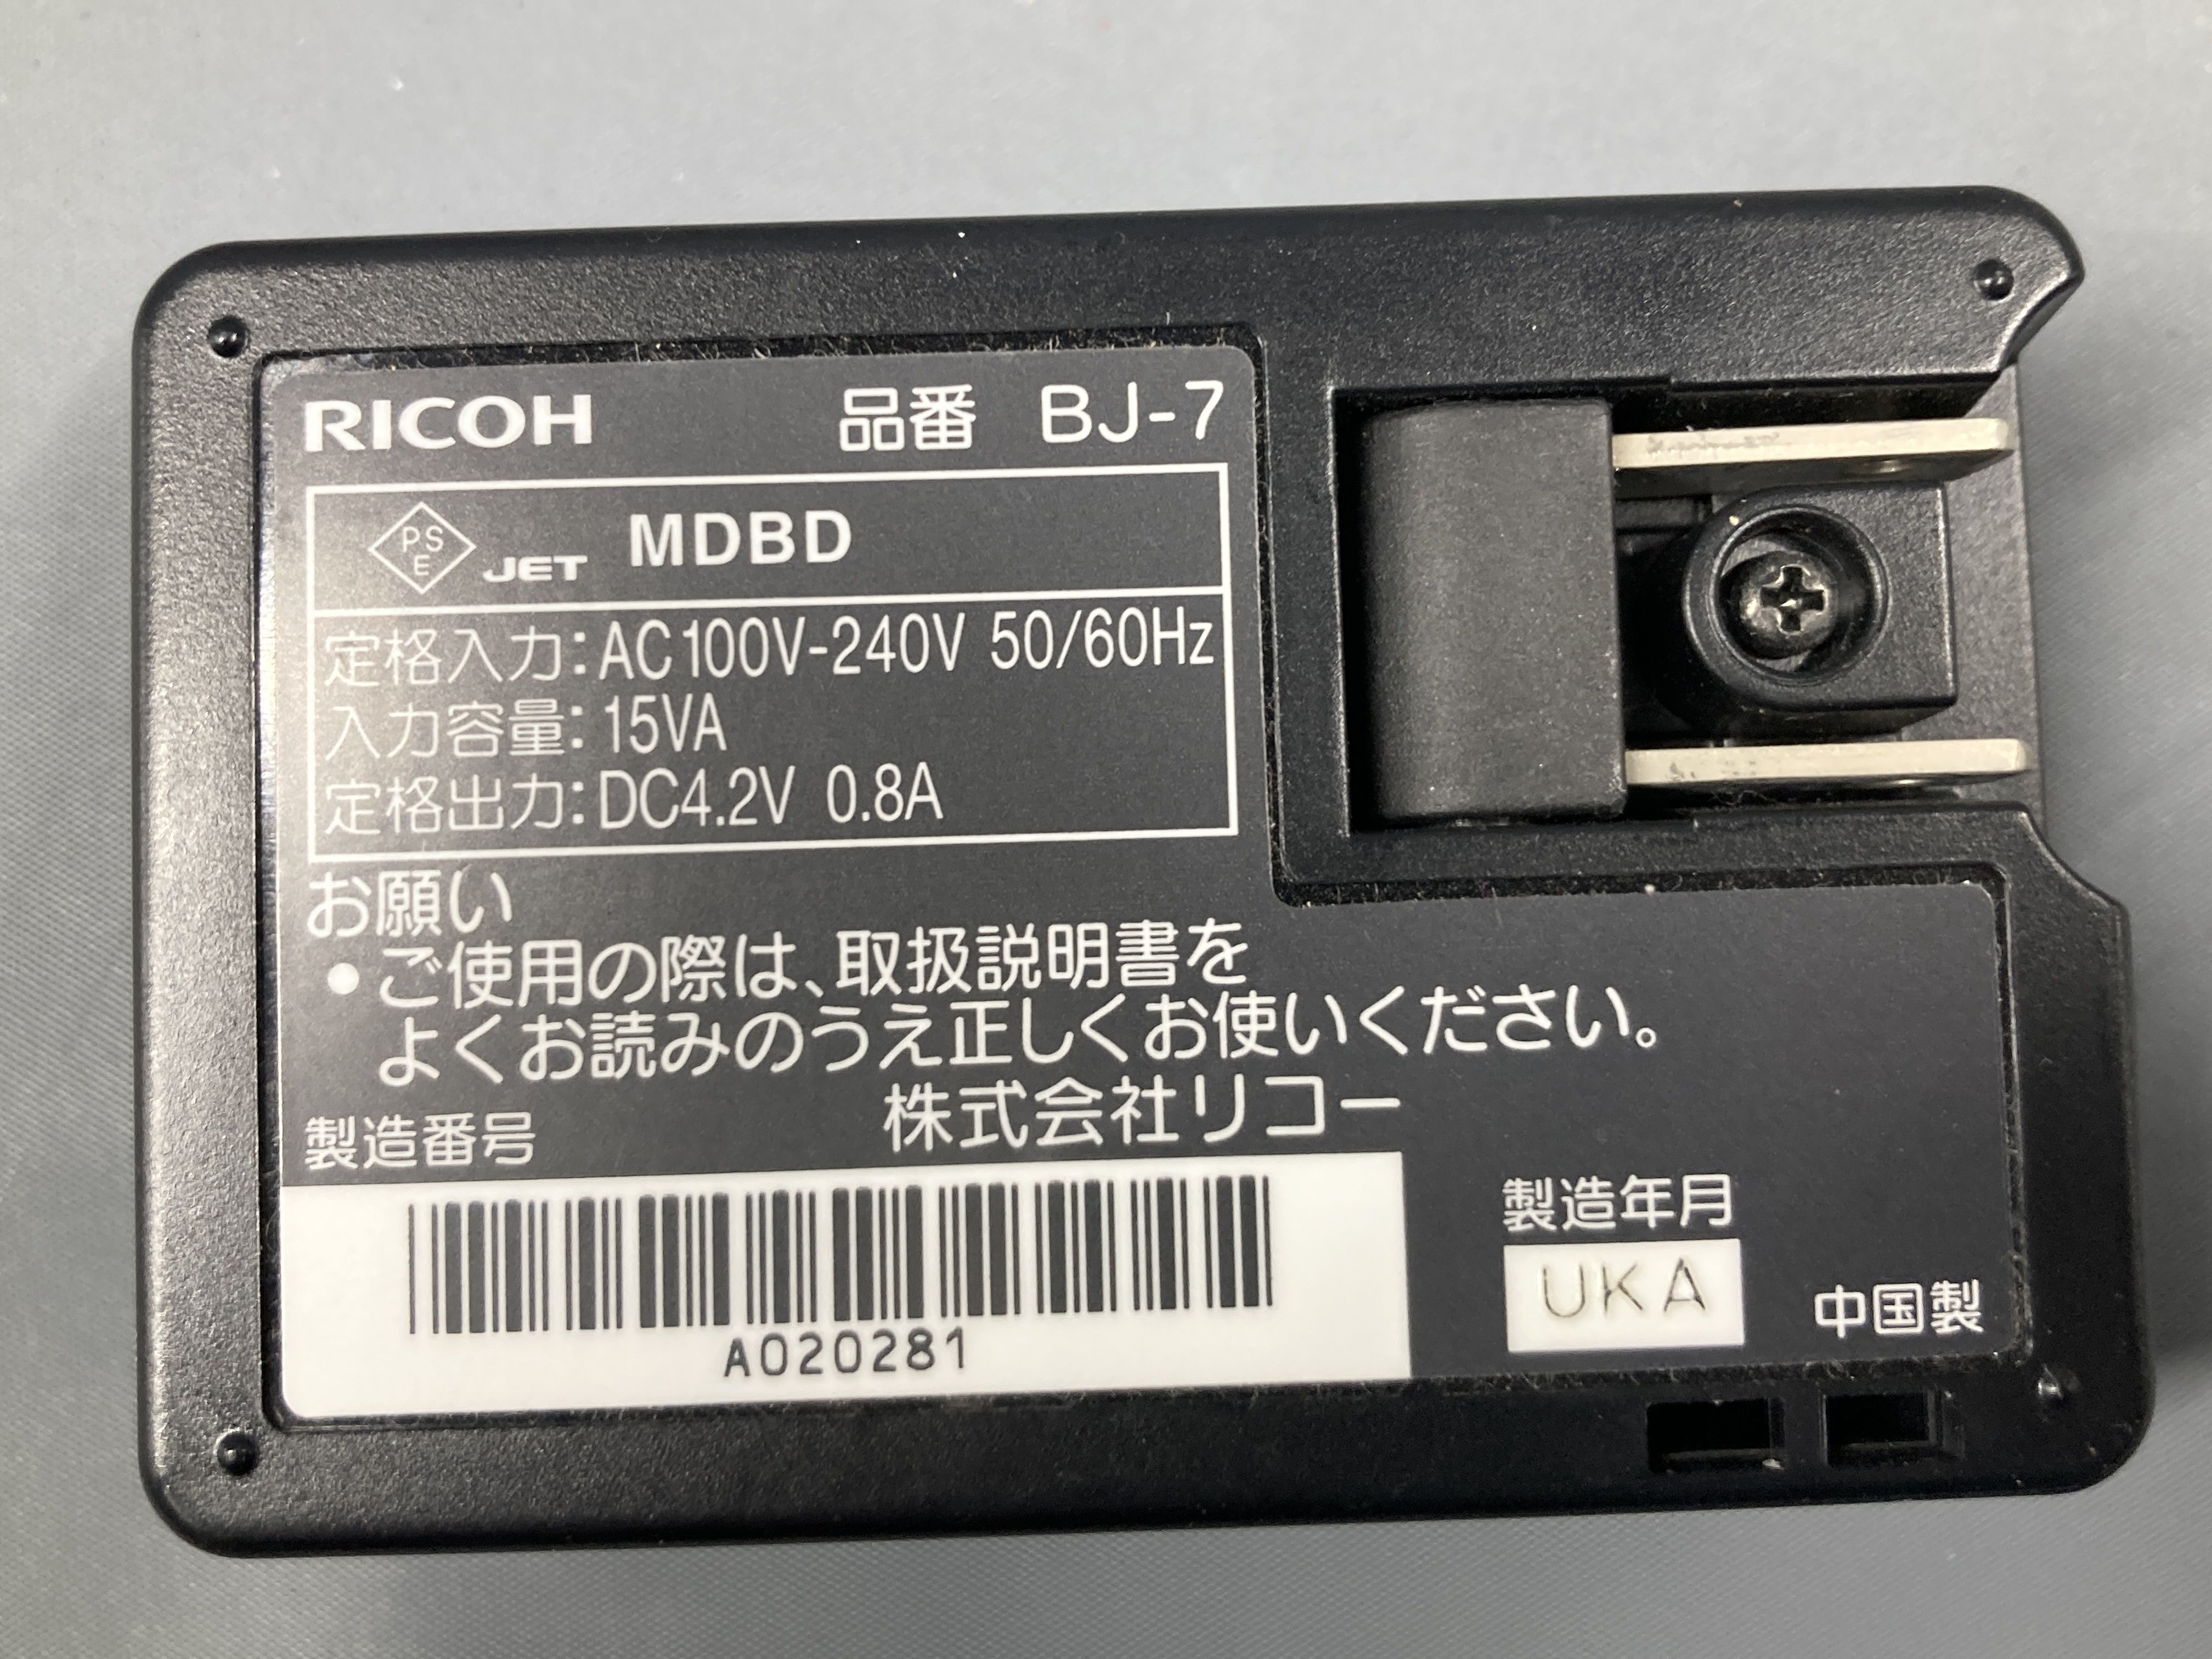 RICOH 品番 BJ-7
PSE JET MDBD
定格入力:AC100V-240V 50/60Hz
入力容量:15VA
定格出力:DC4.2V 0.8A
お願い
•ご使用の際は、取扱説明書を
よくお読みのうえ正しくお使いください。
株式会社リコー
製造番号
A020281
製造年月
UKA
中国製